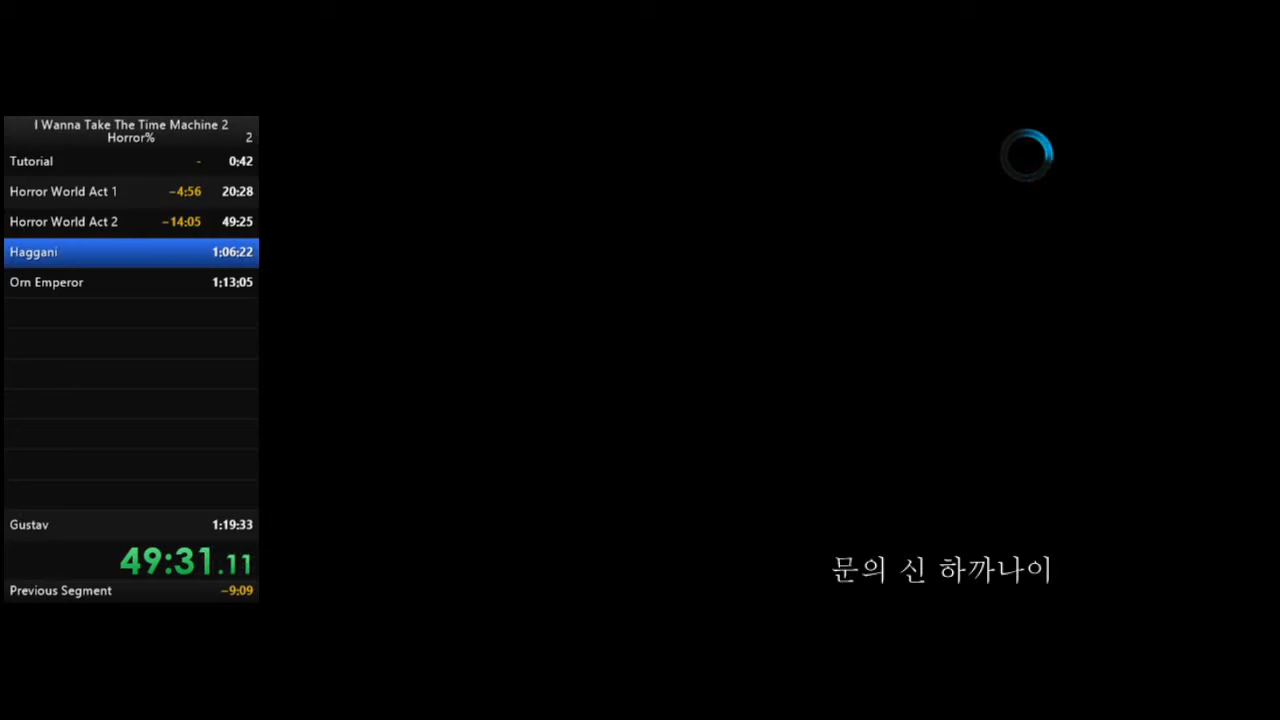 I Wanna Take The Time Machine 2
Horror% 2
Tutorial - 0:42
Horror World Act 1 −4:56 20:28
Horror World Act 2 −14:05 49:25
Haggani 1:06:22
Orn Emperor 1:13:05
Gustav 1:19:33
49:31.11
Previous Segment −9:09
문의 신 하까나이